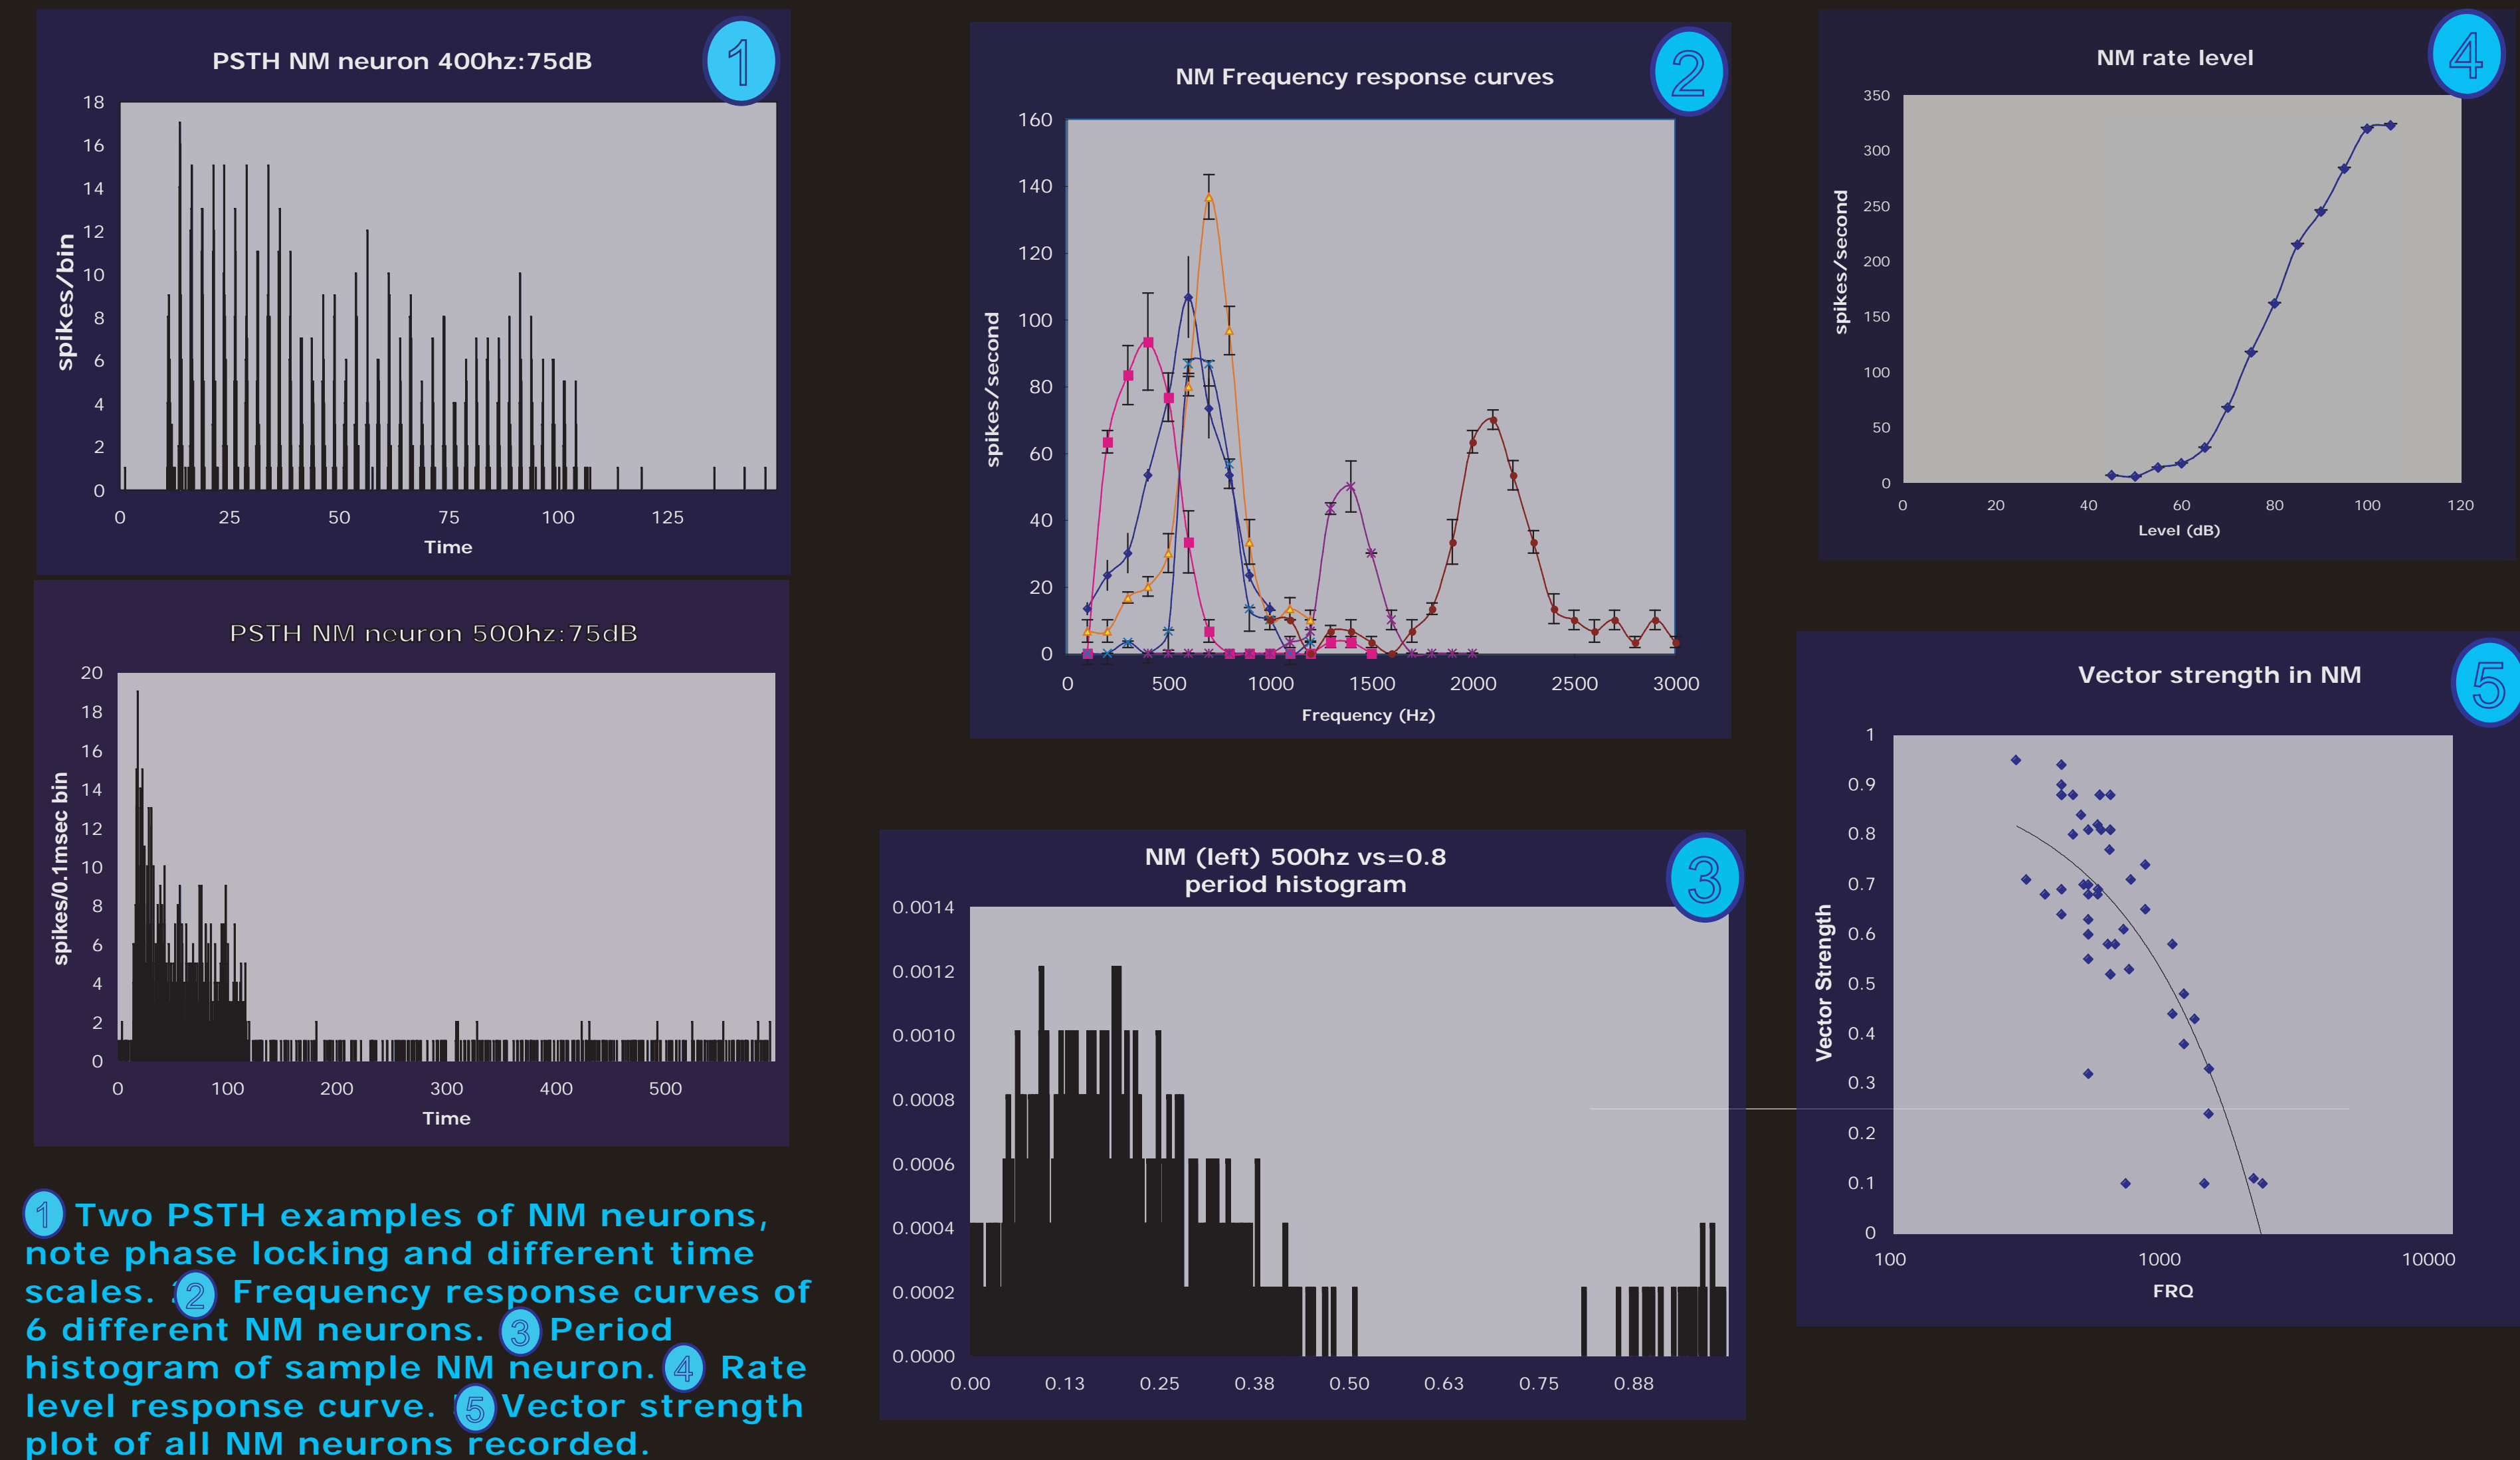 PSTH NM neuron 400hz:75dB
1
18
16
14
12
10
8
6
4
2
0
spikes/bin
0 25 50 75 100 125
Time
PSTH NM neuron 500hz:75dB
20
18
16
14
12
10
8
6
4
2
0
spikes/0.1msec bin
0 100 200 300 400 500
Time
NM Frequency response curves
2
160
140
120
100
80
60
40
20
0
spikes/second
0 500 1000 1500 2000 2500 3000
Frequency (Hz)
NM (left) 500hz vs=0.8
period histogram
3
0.0014
0.0012
0.0010
0.0008
0.0006
0.0004
0.0002
0.0000
0.00 0.13 0.25 0.38 0.50 0.63 0.75 0.88
NM rate level
4
350
300
250
200
150
100
50
0
spikes/second
0 20 40 60 80 100 120
Level (dB)
Vector strength in NM
5
1
0.9
0.8
0.7
0.6
0.5
0.4
0.3
0.2
0.1
0
Vector Strength
100 1000 10000
FRQ
1 Two PSTH examples of NM neurons,
note phase locking and different time
scales. 2 Frequency response curves of
6 different NM neurons. 3 Period
histogram of sample NM neuron. 4 Rate
level response curve. 5 Vector strength
plot of all NM neurons recorded.